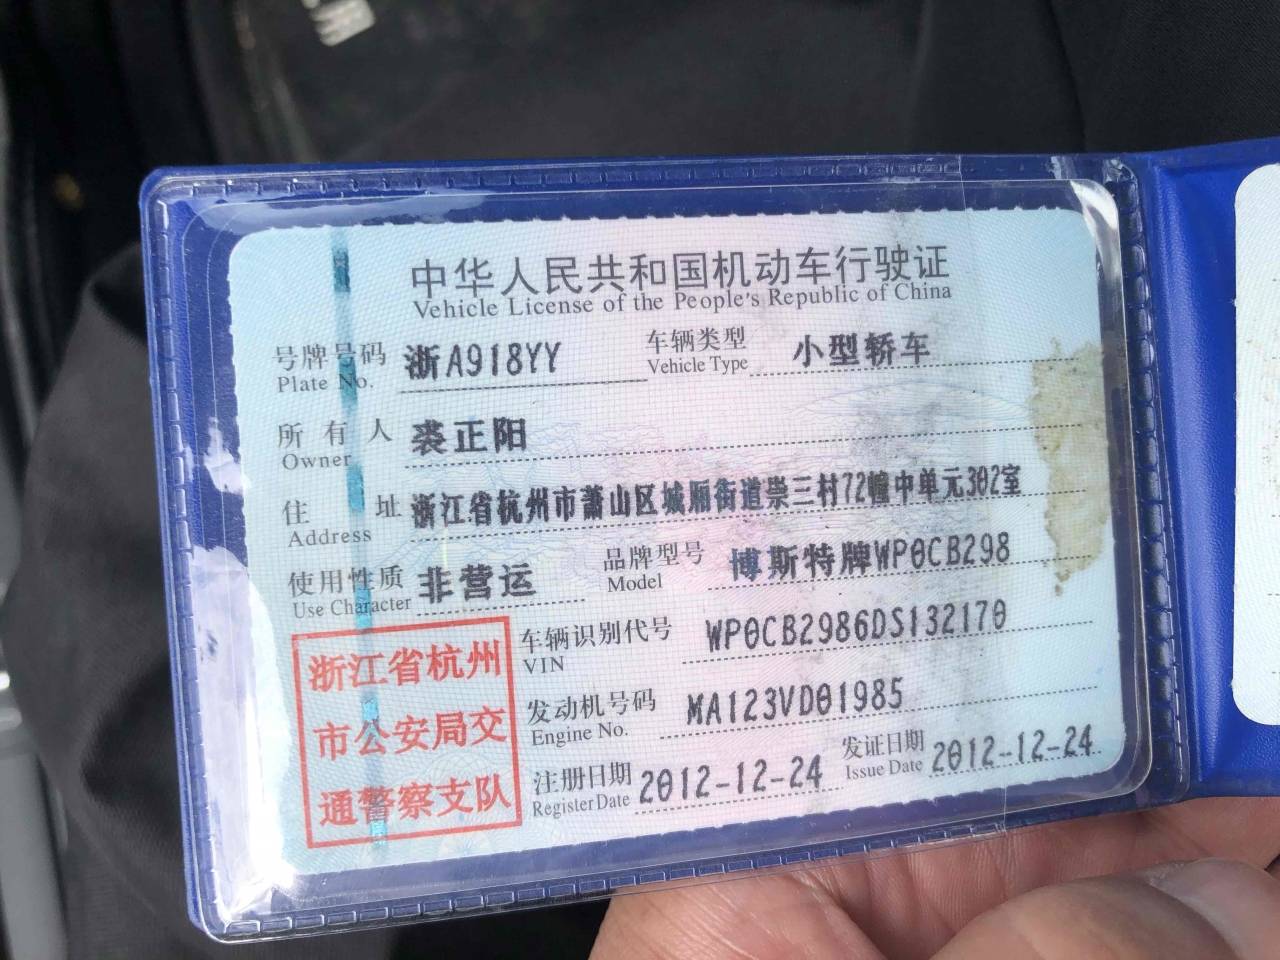 中华人民共和国机动车行驶证
Vehicle License of the People's Republic of China
号牌号码 浙A918YY 车辆类型 小型轿车
Plate No. Vehicle Type
所有人 裘正阳
Owner
住址 浙江省杭州市萧山区城厢街道崇三村72幢中单元302室
Address
使用性质 非营运 品牌型号 博斯特牌WP0CB298
Use Character Model
车辆识别代号 WP0CB2986DS132170
VIN
发动机号码 MA123VD01985
Engine No.
注册日期 2012-12-24 发证日期 2012-12-24
Register Date Issue Date
浙江省杭州
市公安局交
通警察支队